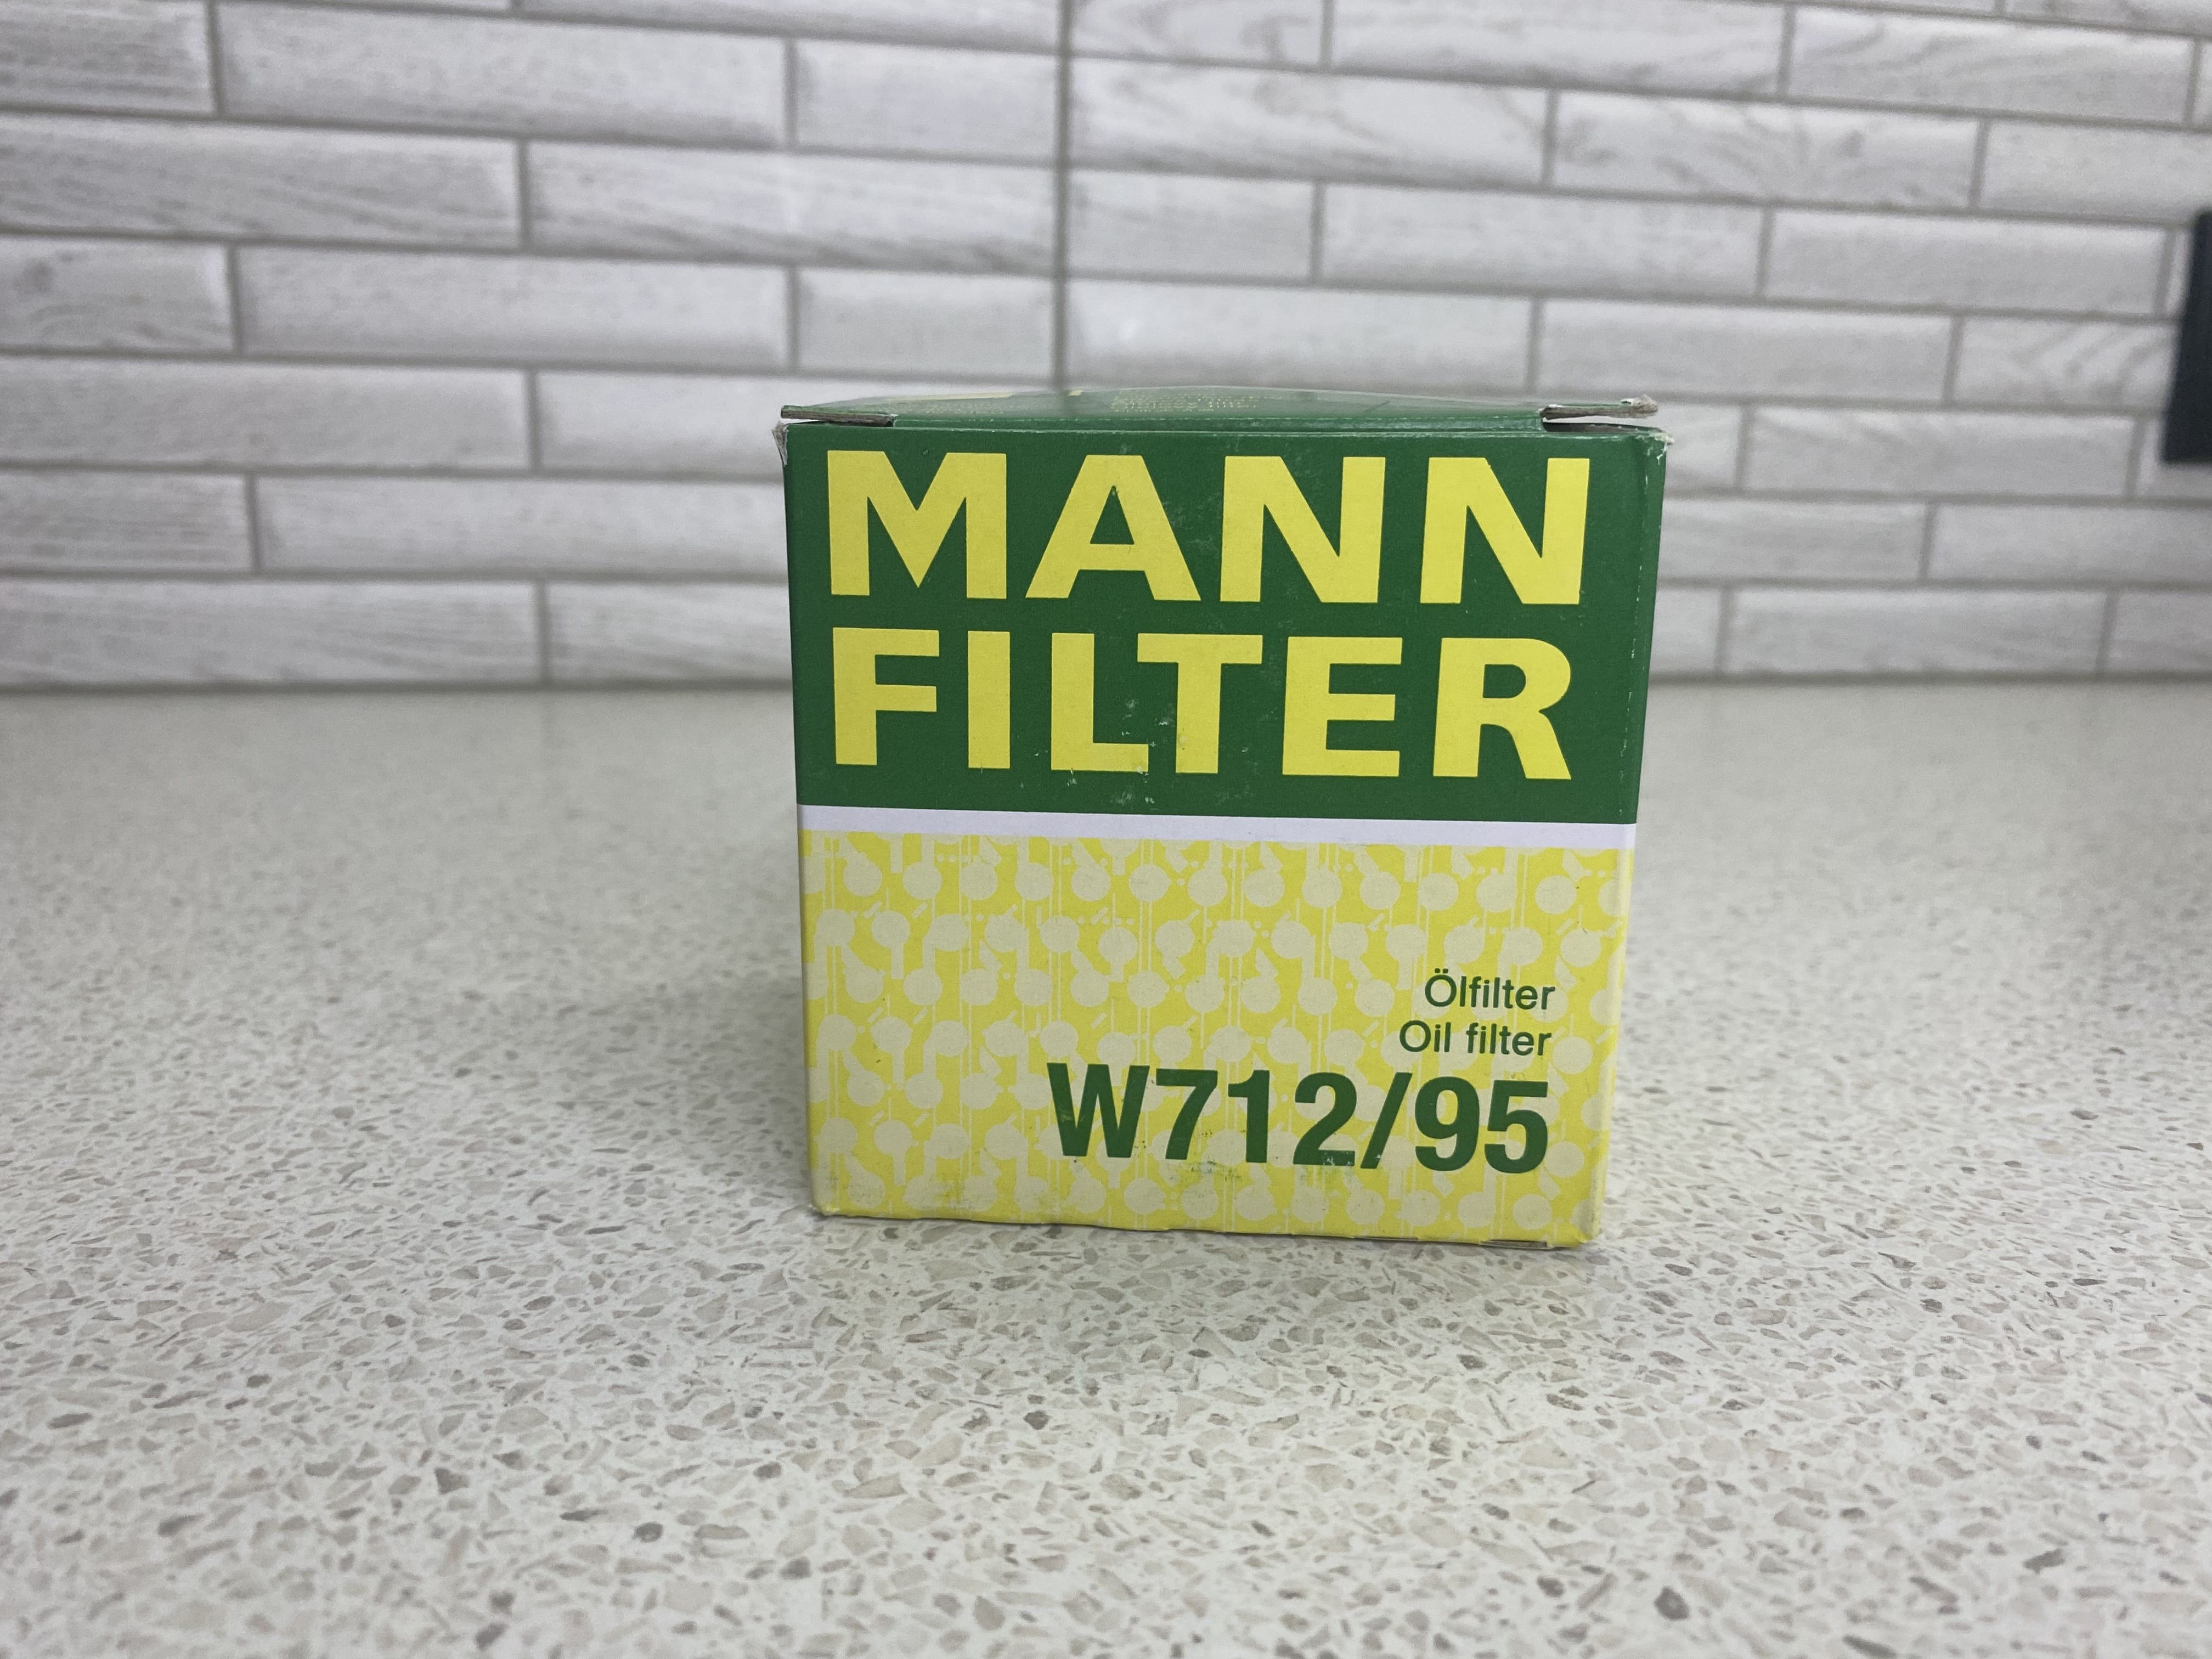 MANN
FILTER
Ölfilter
Oil filter
W712/95